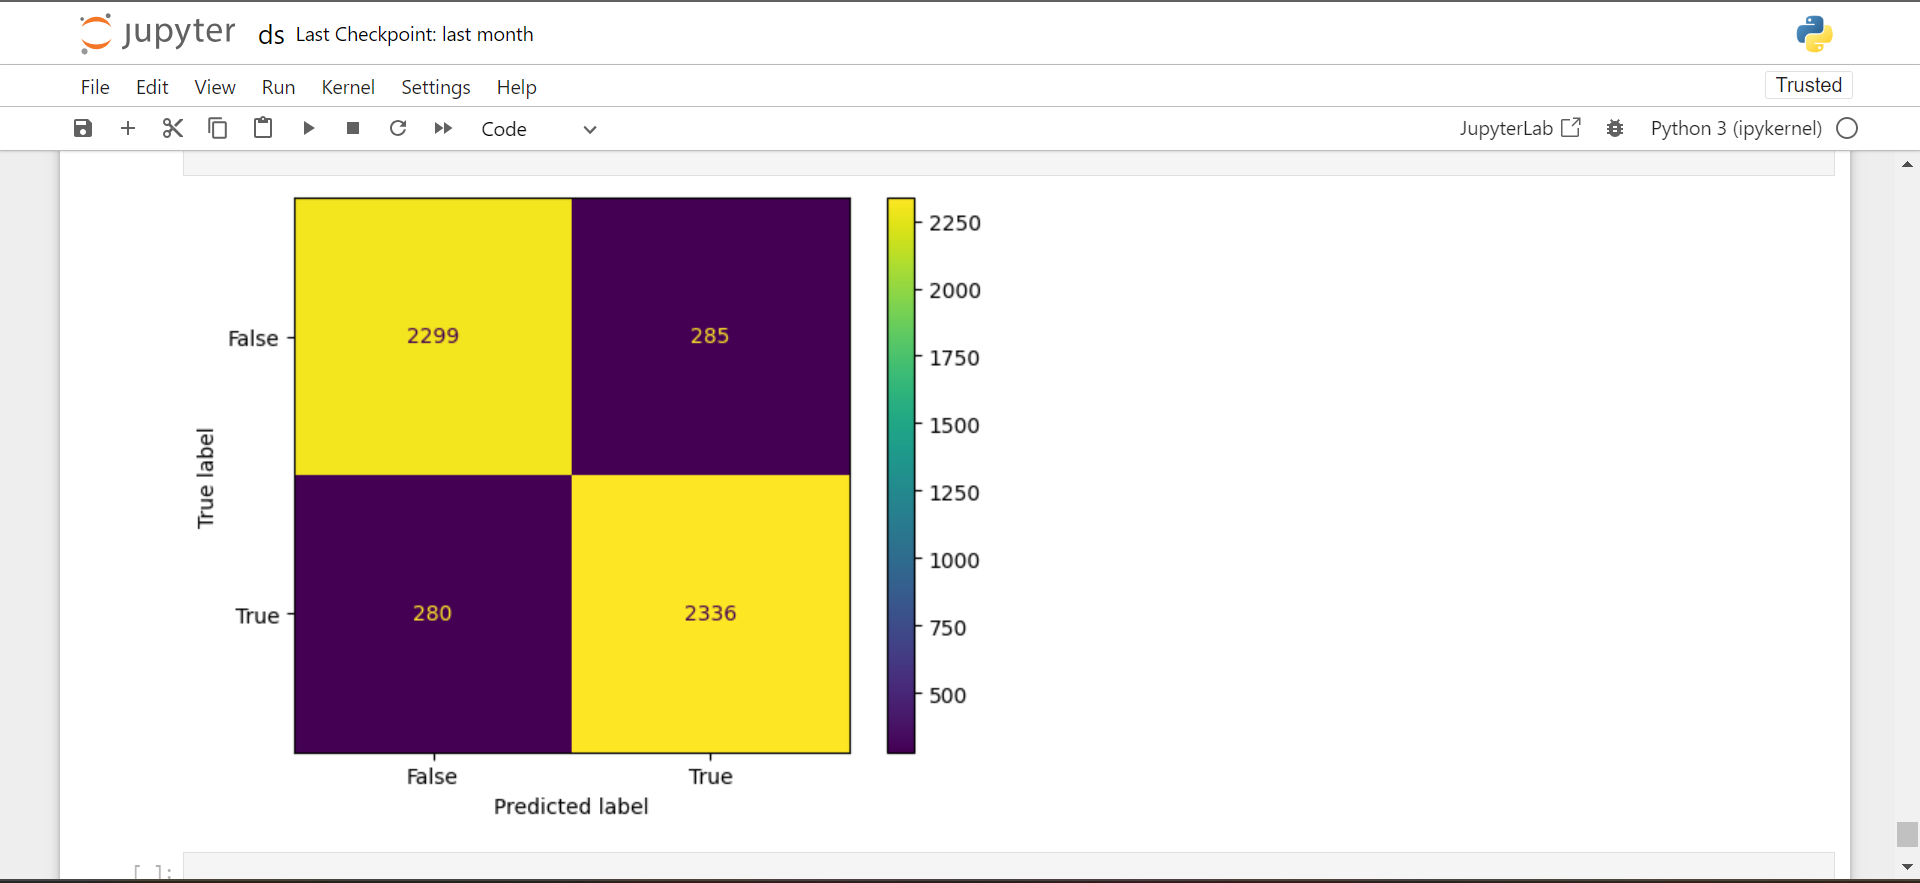 jupyter ds Last Checkpoint: last month
File Edit View Run Kernel Settings Help Trusted
Code JupyterLab Python 3 (ipykernel)
2250
2000
1750
1500
1250
1000
750
500
True label
False 2299 285
True 280 2336
False True
Predicted label
[ ]: